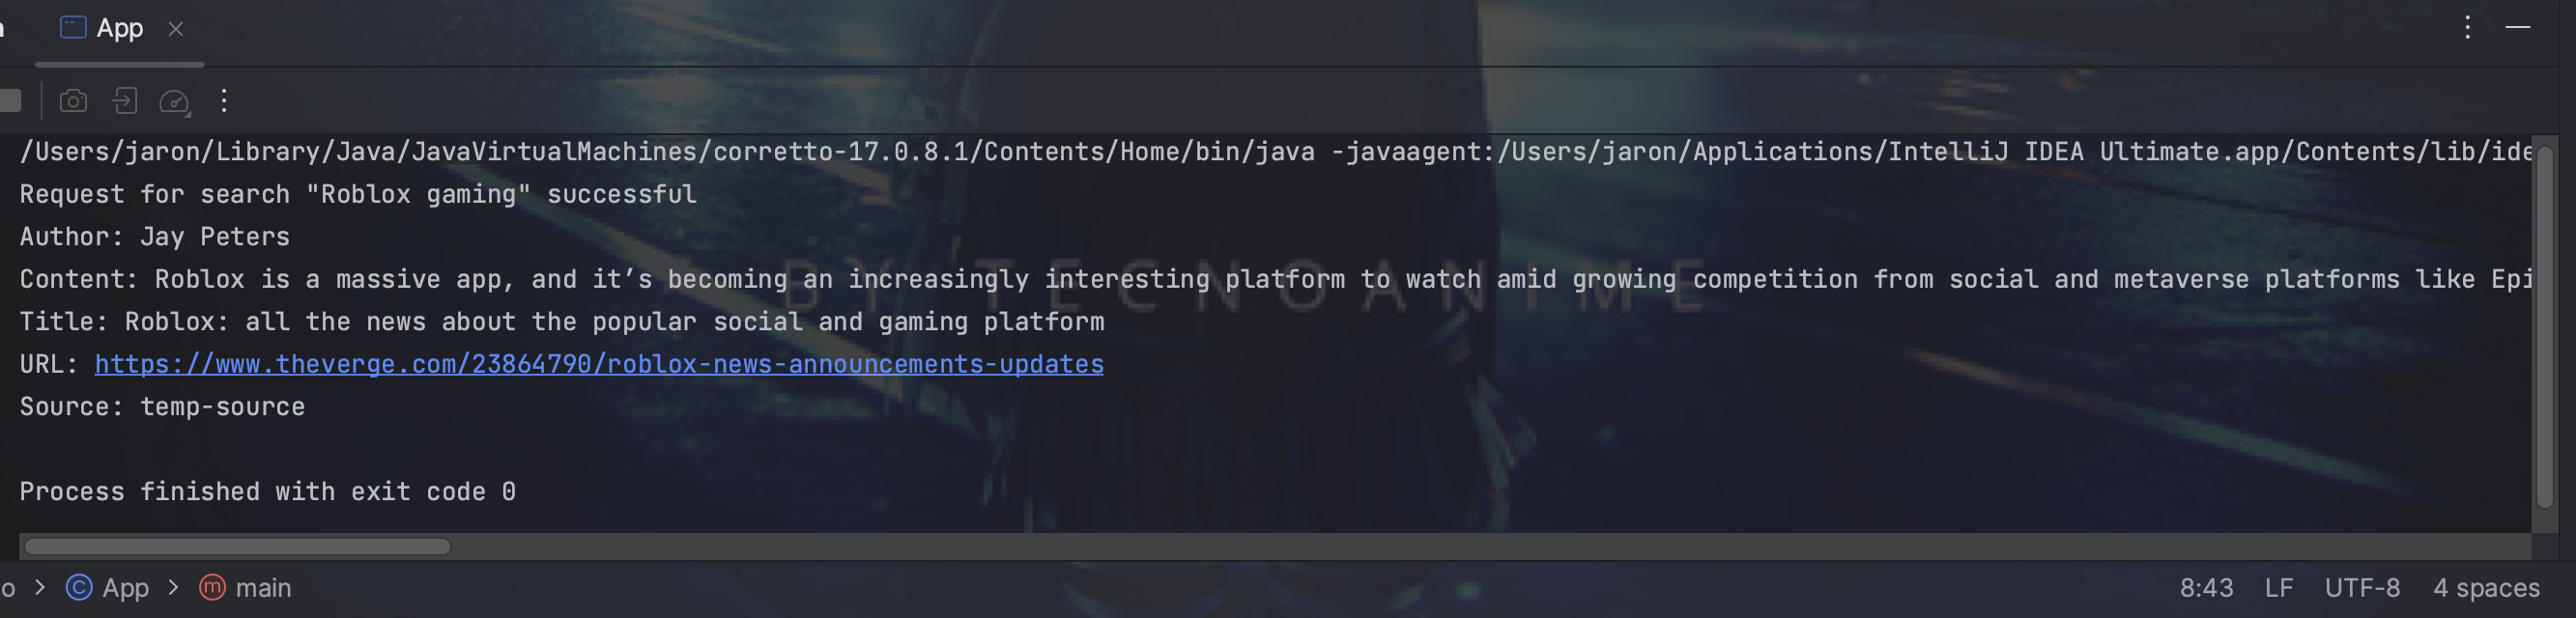 App
/Users/jaron/Library/Java/JavaVirtualMachines/corretto-17.0.8.1/Contents/Home/bin/java -javaagent:/Users/jaron/Applications/IntelliJ IDEA Ultimate.app/Contents/lib/ide
Request for search "Roblox gaming" successful
Author: Jay Peters
Content: Roblox is a massive app, and it’s becoming an increasingly interesting platform to watch amid growing competition from social and metaverse platforms like Epi
BY TECNOANIME
Title: Roblox: all the news about the popular social and gaming platform
URL: https://www.theverge.com/23864790/roblox-news-announcements-updates
Source: temp-source
Process finished with exit code 0
o > C App > m main 8:43 LF UTF-8 4 spaces